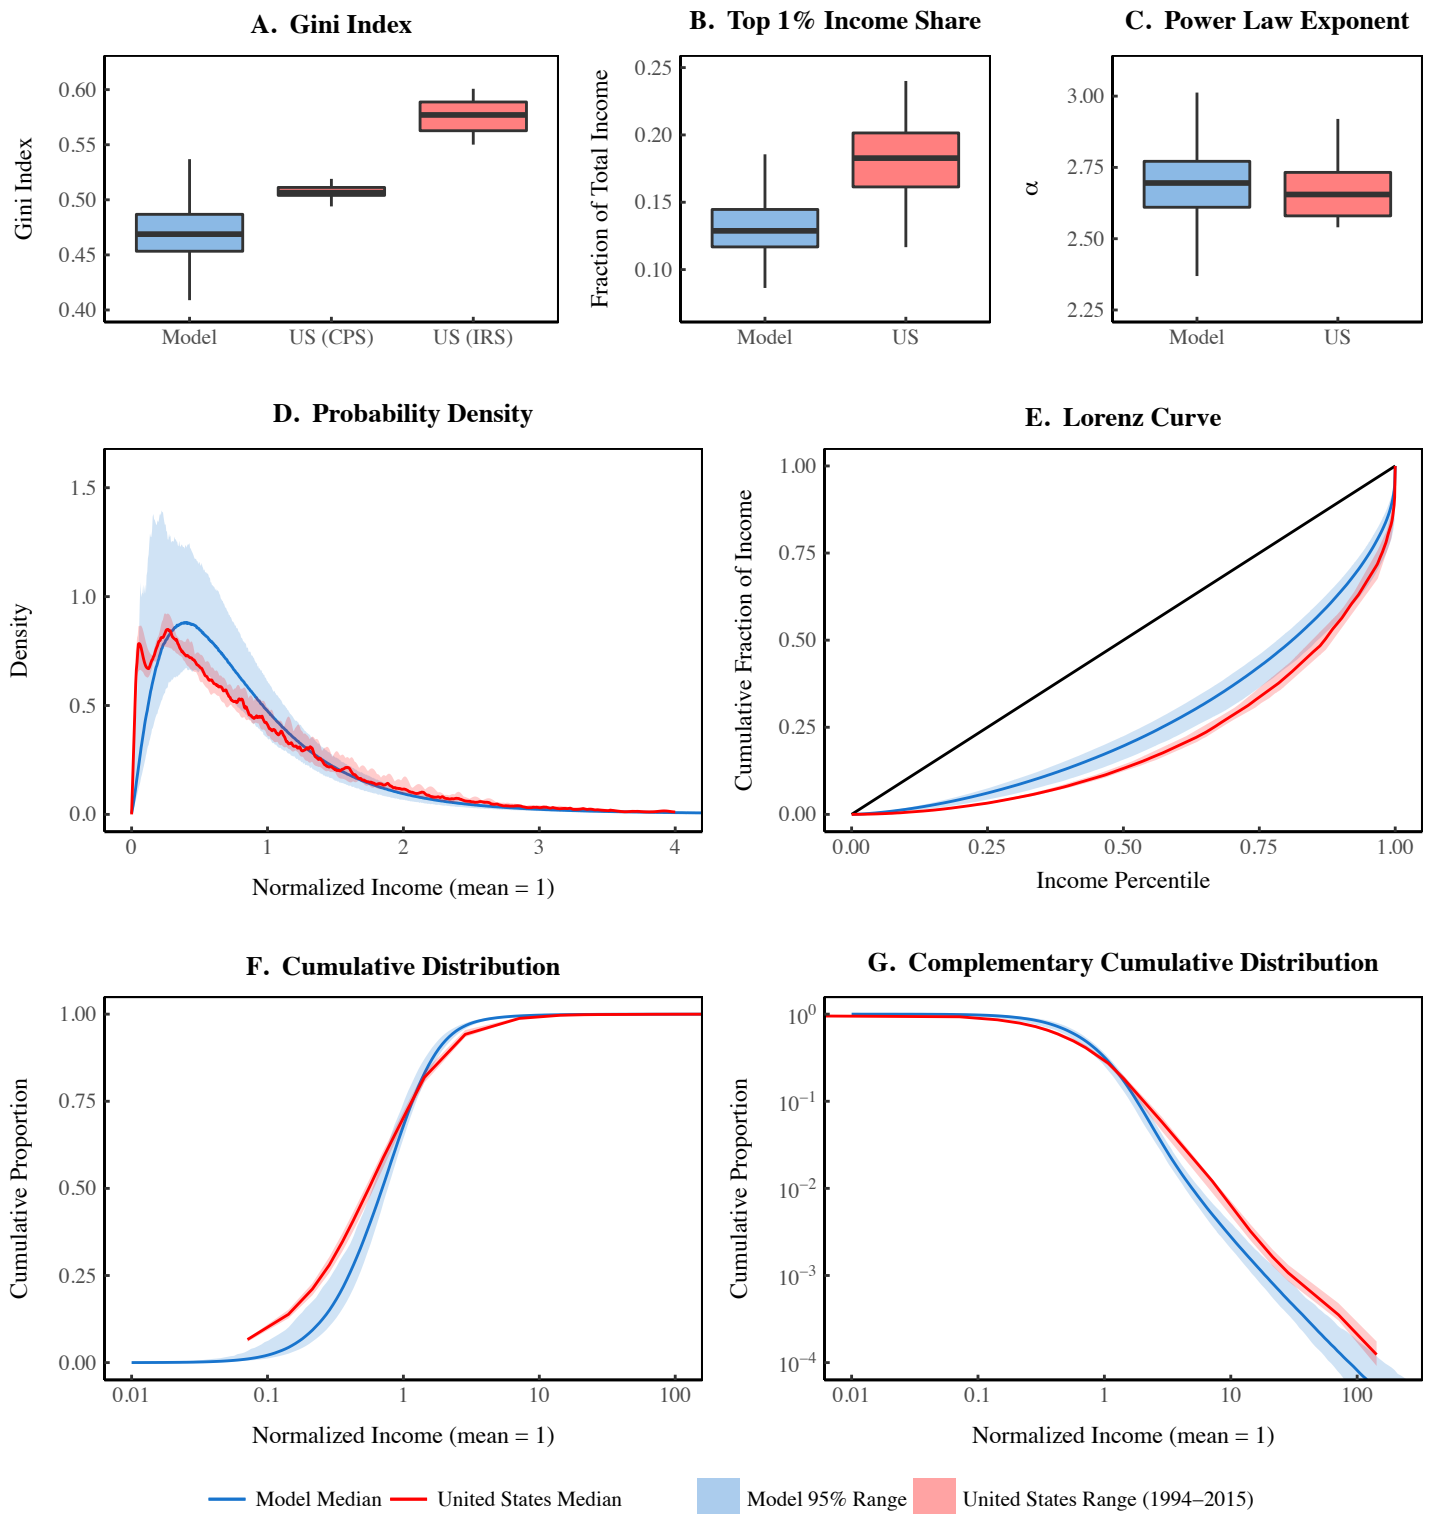 A. Gini Index
B. Top 1% Income Share
C. Power Law Exponent
Gini Index
0.60
0.55
0.50
0.45
0.40
Model
US (CPS)
US (IRS)
Fraction of Total Income
0.25
0.20
0.15
0.10
Model
US
α
3.00
2.75
2.50
2.25
Model
US
D. Probability Density
Density
1.5
1.0
0.5
0.0
0
1
2
3
4
Normalized Income (mean = 1)
E. Lorenz Curve
Cumulative Fraction of Income
1.00
0.75
0.50
0.25
0.00
0.00
0.25
0.50
0.75
1.00
Income Percentile
F. Cumulative Distribution
Cumulative Proportion
1.00
0.75
0.50
0.25
0.00
0.01
0.1
1
10
100
Normalized Income (mean = 1)
G. Complementary Cumulative Distribution
Cumulative Proportion
10⁰
10⁻¹
10⁻²
10⁻³
10⁻⁴
0.01
0.1
1
10
100
Normalized Income (mean = 1)
Model Median
United States Median
Model 95% Range
United States Range (1994–2015)